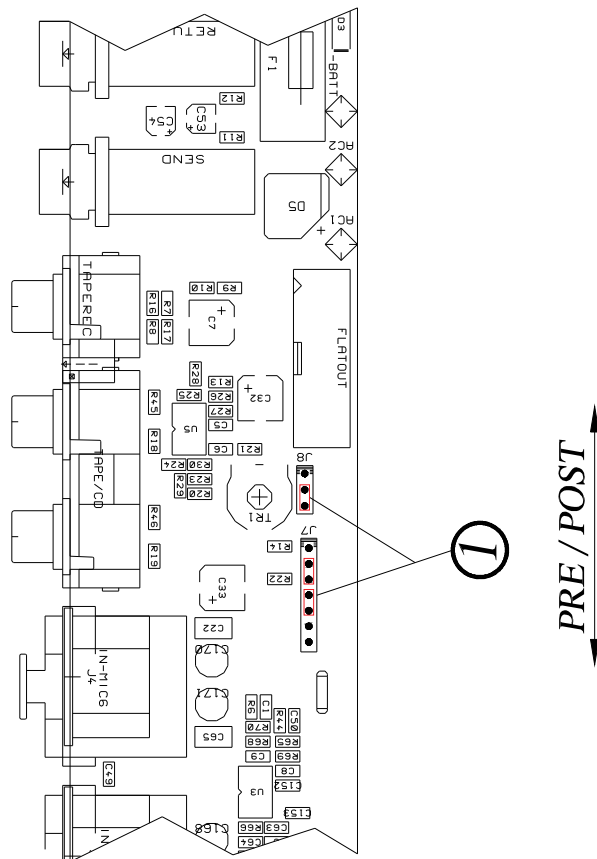 RETU
D3
-BATT
F1
R12
C54
C53
R11
AC2
SEND
D5
+
AC1
TAPEREC
R10
R9
R16
R7
R8
R17
C7
+
FLATOUT
R28
R13
R25
R26
R27
C32
+
R45
U5
C5
R18
C6
R21
TAPE/CD
R24
R30
J8
R29
R23
R20
TR1
R46
J7
R14
R19
R22
C33
+
1
PRE / POST
C22
C170
IN-MIC6
J4
C171
R6
C1
R44
C50
R70
C65
R68
R65
C9
R69
C49
C8
C152
U3
C153
IN
C168
R66
C63
C64